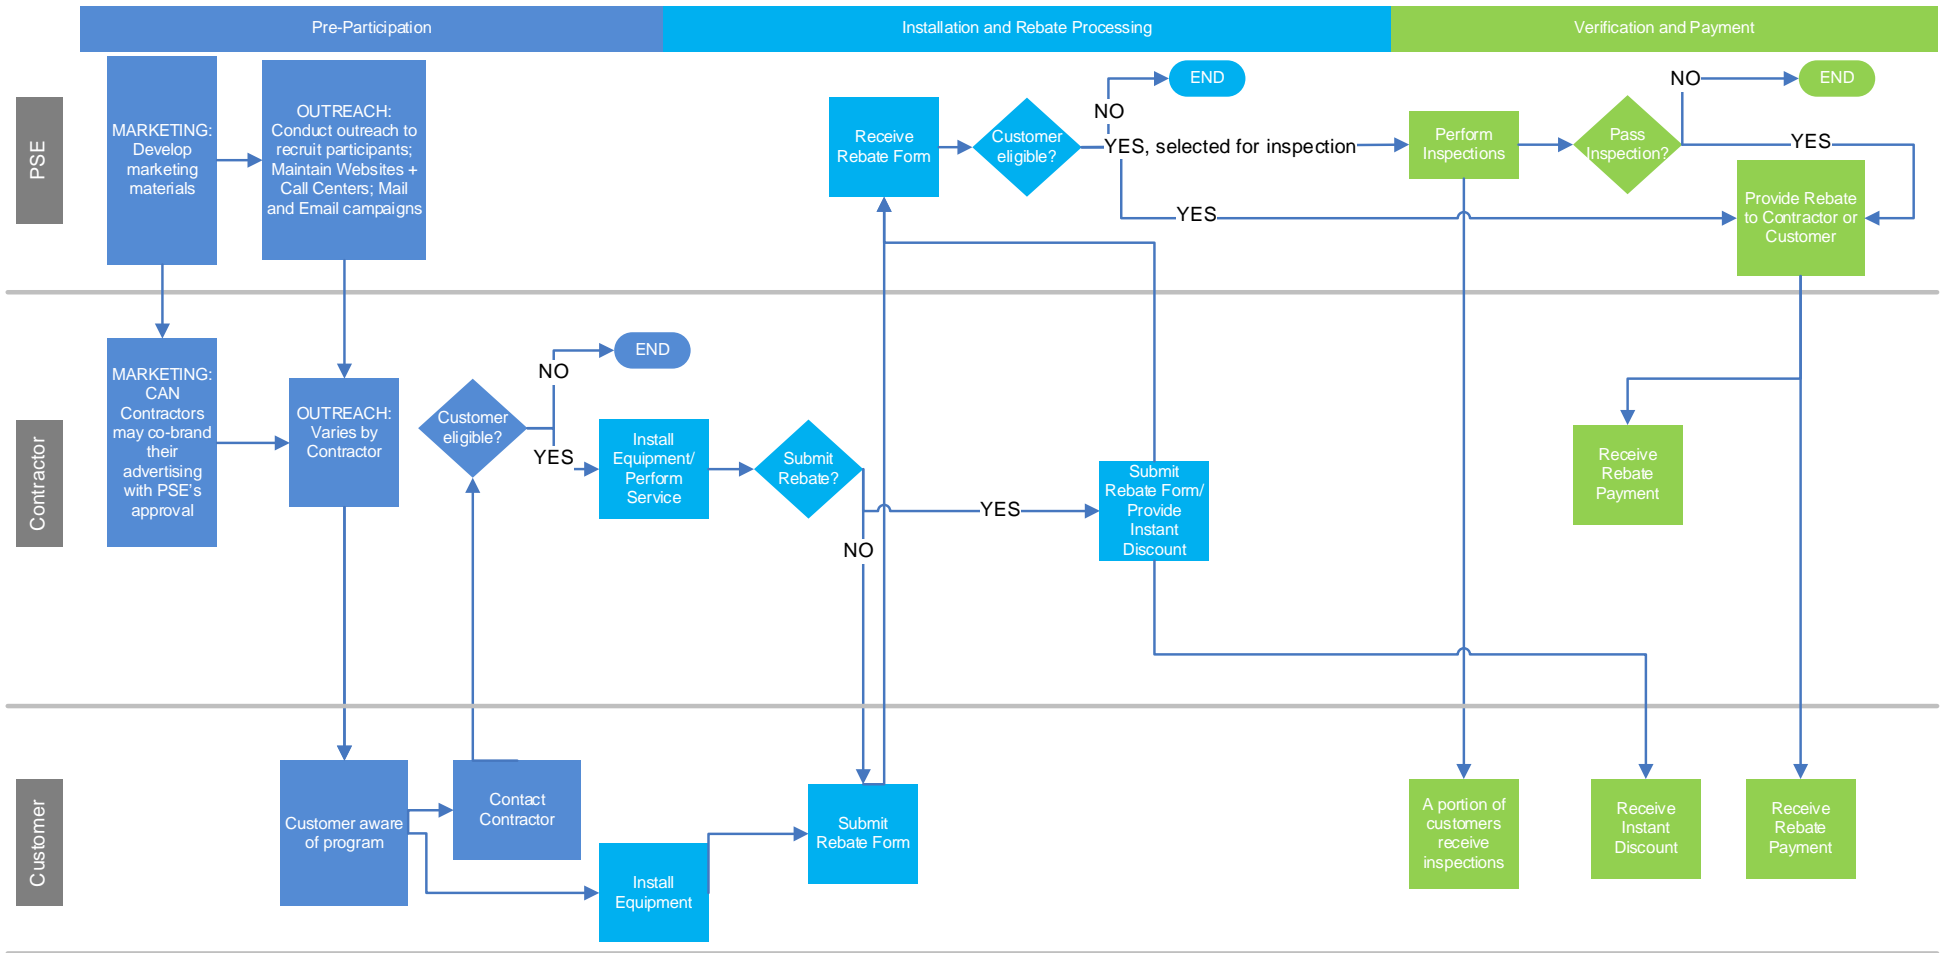 Pre-Participation
Installation and Rebate Processing
Verification and Payment
PSE
MARKETING:
Develop
marketing
materials
OUTREACH:
Conduct outreach to
recruit participants;
Maintain Websites +
Call Centers; Mail
and Email campaigns
Receive
Rebate Form
Customer
eligible?
NO
END
YES, selected for inspection
YES
Perform
Inspections
Pass
Inspection?
NO
END
YES
Provide Rebate
to Contractor or
Customer
Contractor
MARKETING:
CAN
Contractors
may co-brand
their
advertising
with PSE's
approval
OUTREACH:
Varies by
Contractor
Customer
eligible?
NO
END
YES
Install
Equipment/
Perform
Service
Submit
Rebate?
YES
NO
Submit
Rebate Form/
Provide
Instant
Discount
Receive
Rebate
Payment
Customer
Customer aware
of program
Contact
Contractor
Install
Equipment
Submit
Rebate Form
A portion of
customers
receive
inspections
Receive
Instant
Discount
Receive
Rebate
Payment